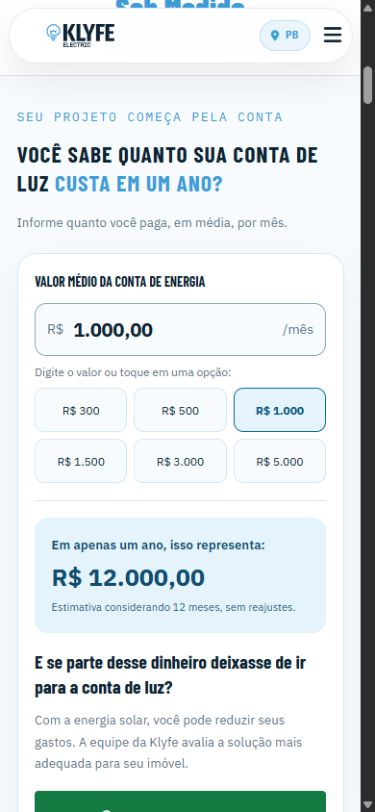 Sob Medida
KLYFE
ELECTRIC
PB
SEU PROJETO COMEÇA PELA CONTA
VOCÊ SABE QUANTO SUA CONTA DE
LUZ CUSTA EM UM ANO?
Informe quanto você paga, em média, por mês.
VALOR MÉDIO DA CONTA DE ENERGIA
R$ 1.000,00 /mês
Digite o valor ou toque em uma opção:
R$ 300 R$ 500 R$ 1.000
R$ 1.500 R$ 3.000 R$ 5.000
Em apenas um ano, isso representa:
R$ 12.000,00
Estimativa considerando 12 meses, sem reajustes.
E se parte desse dinheiro deixasse de ir
para a conta de luz?
Com a energia solar, você pode reduzir seus
gastos. A equipe da Klyfe avalia a solução mais
adequada para seu imóvel.